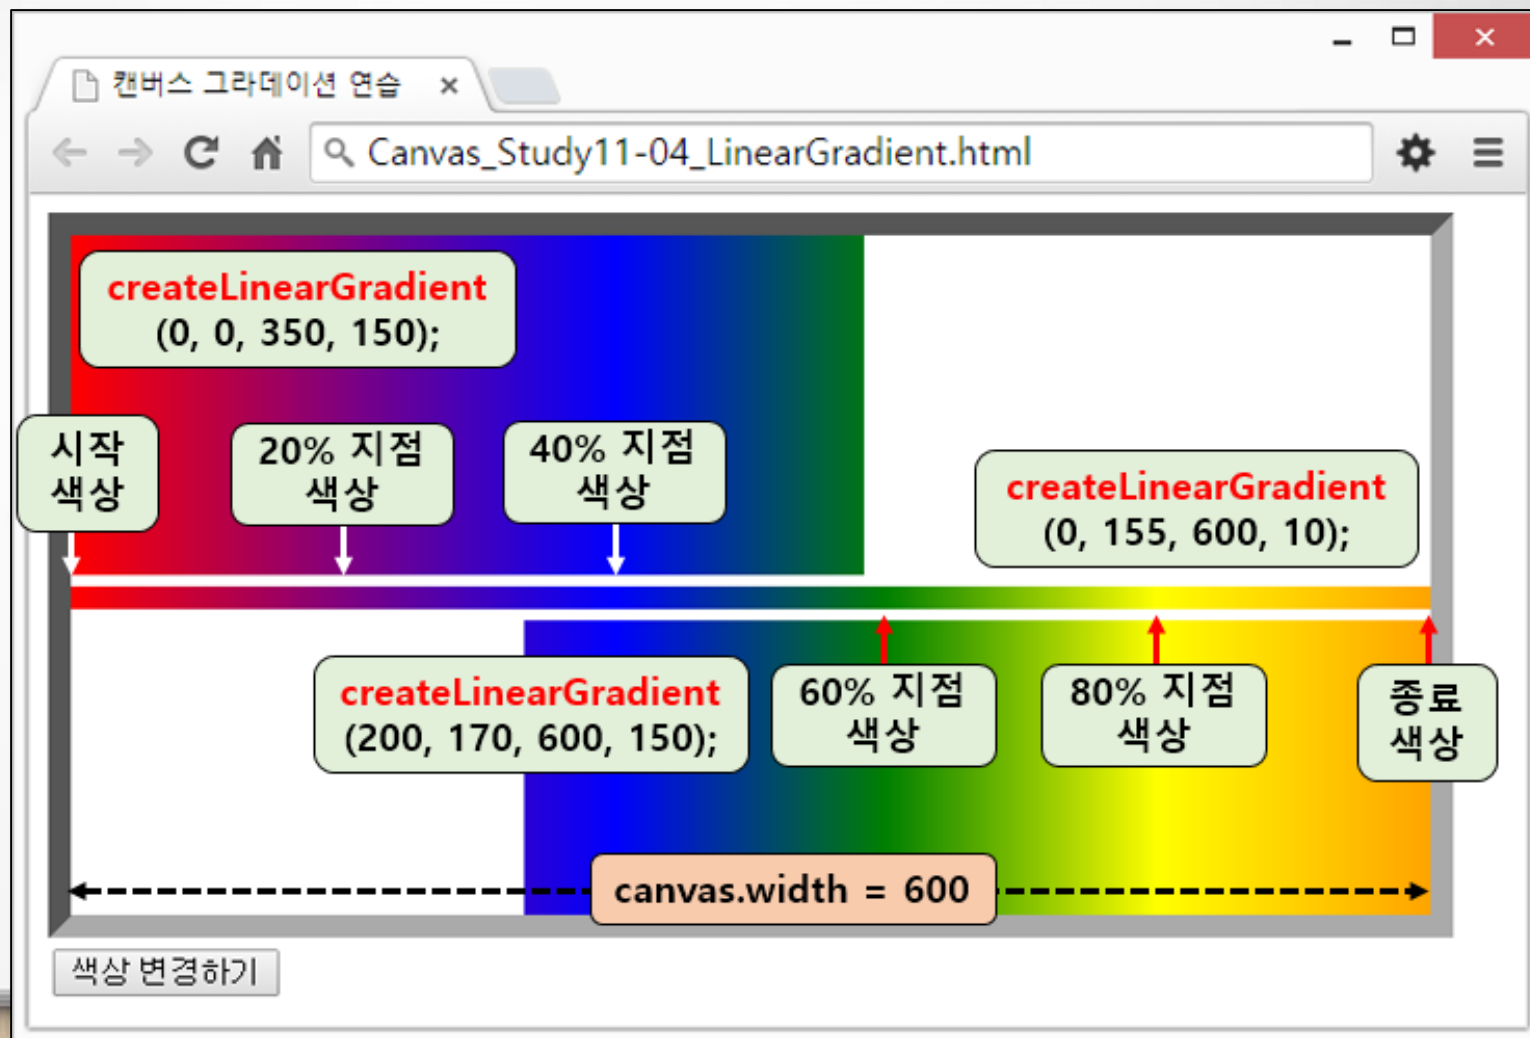 캔버스 그라데이션 연습
Canvas_Study11-04_LinearGradient.html
createLinearGradient
(0, 0, 350, 150);
시작
색상
20% 지점
색상
40% 지점
색상
createLinearGradient
(0, 155, 600, 10);
createLinearGradient
(200, 170, 600, 150);
60% 지점
색상
80% 지점
색상
종료
색상
canvas.width = 600
색상 변경하기